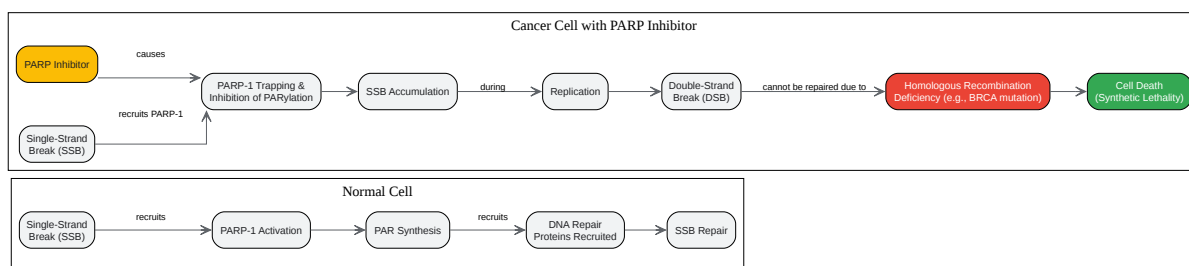 Cancer Cell with PARP Inhibitor
PARP Inhibitor
causes
PARP-1 Trapping &
Inhibition of PARylation
SSB Accumulation
during
Replication
Double-Strand
Break (DSB)
cannot be repaired due to
Homologous Recombination
Deficiency (e.g., BRCA mutation)
Cell Death
(Synthetic Lethality)
recruits PARP-1
Single-Strand
Break (SSB)
Normal Cell
Single-Strand
Break (SSB)
recruits
PARP-1 Activation
PAR Synthesis
recruits
DNA Repair
Proteins Recruited
SSB Repair